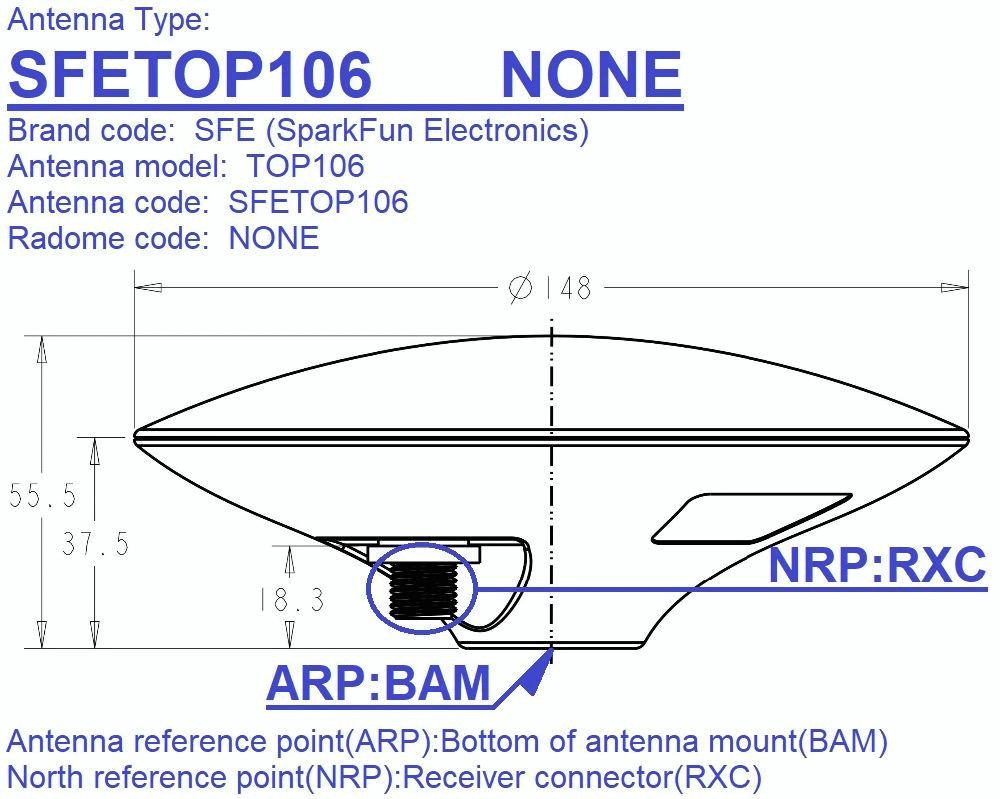 Antenna Type:
SFETOP106 NONE
Brand code: SFE (SparkFun Electronics)
Antenna model: TOP106
Antenna code: SFETOP106
Radome code: NONE
Ø 148
55.5
37.5
18.3
NRP:RXC
ARP:BAM
Antenna reference point(ARP):Bottom of antenna mount(BAM)
North reference point(NRP):Receiver connector(RXC)